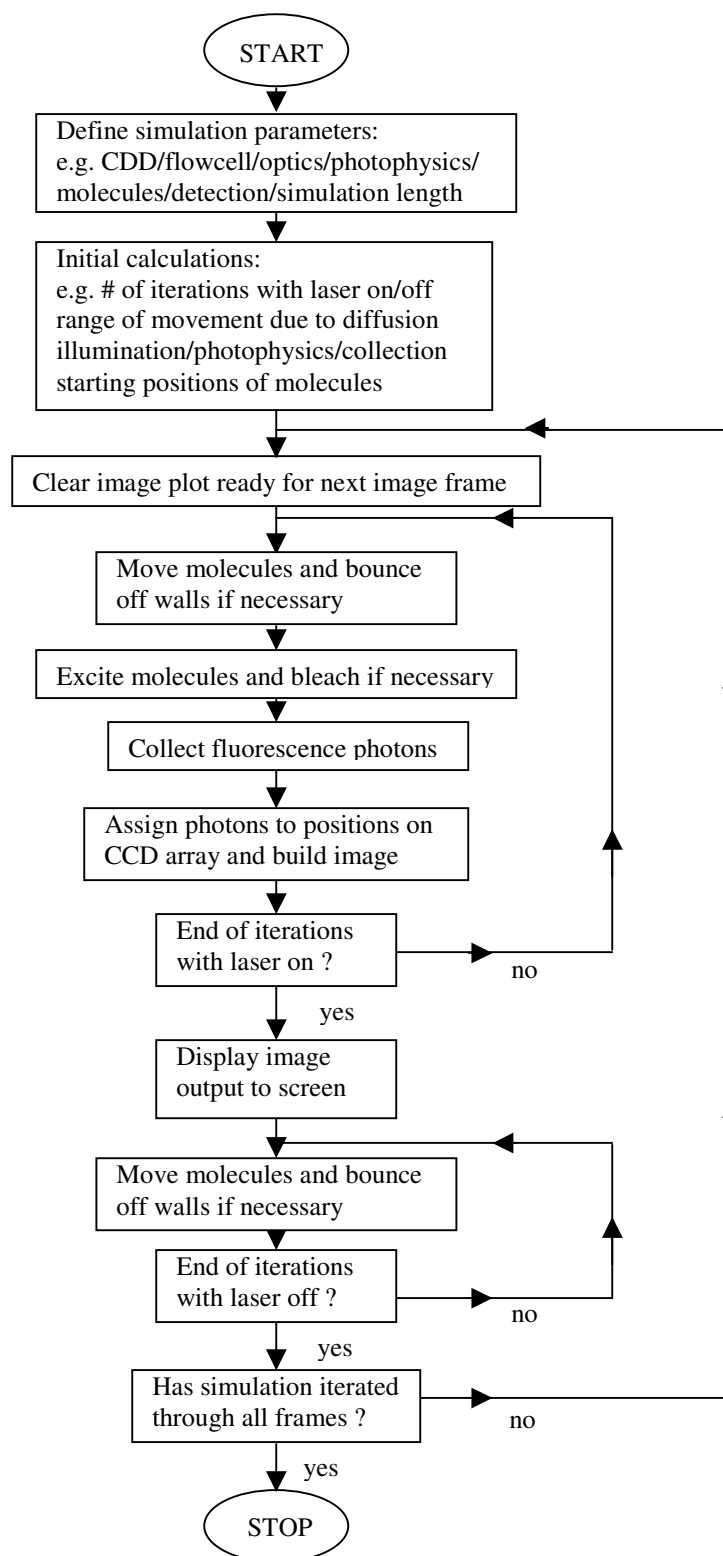 START
Define simulation parameters:
e.g. CDD/flowcell/optics/photophysics/
molecules/detection/simulation length
Initial calculations:
e.g. # of iterations with laser on/off
range of movement due to diffusion
illumination/photophysics/collection
starting positions of molecules
Clear image plot ready for next image frame
Move molecules and bounce
off walls if necessary
Excite molecules and bleach if necessary
Collect fluorescence photons
Assign photons to positions on
CCD array and build image
End of iterations
with laser on ?
no
yes
Display image
output to screen
Move molecules and bounce
off walls if necessary
End of iterations
with laser off ?
no
yes
Has simulation iterated
through all frames ?
no
yes
STOP